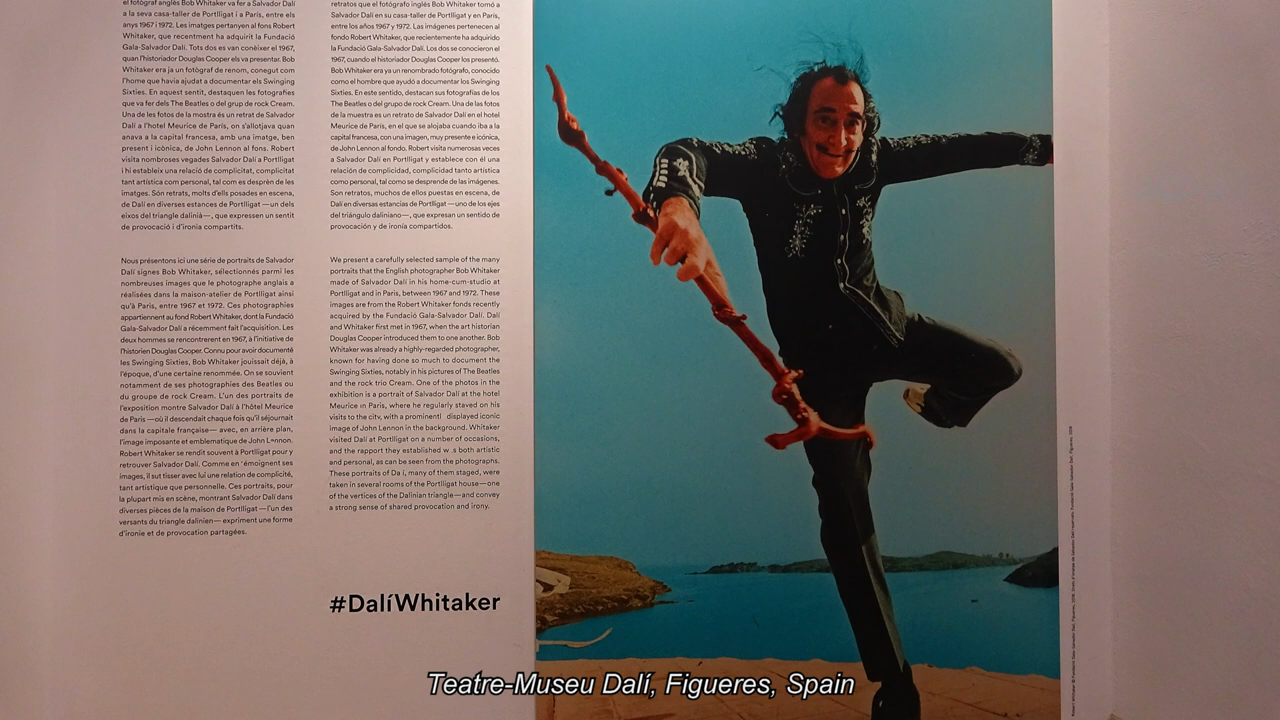 el fotògraf anglès Bob Whitaker va fer a Salvador Dalí
a la seva casa-taller de Portlligat i a París, entre els
anys 1967 i 1972. Les imatges pertanyen al fons Robert
Whitaker, que recentment ha adquirit la Fundació
Gala-Salvador Dalí. Tots dos es van conèixer el 1967,
quan l'historiador Douglas Cooper els va presentar. Bob
Whitaker era ja un fotògraf de renom, conegut com
l'home que havia ajudat a documentar els Swinging
Sixties. En aquest sentit, destaquen les fotografies
que va fer dels The Beatles o del grup de rock Cream.
Una de les fotos de la mostra és un retrat de Salvador
Dalí a l'hotel Meurice de París, on s'allotjava quan
anava a la capital francesa, amb una imatge, ben
present i icònica, de John Lennon al fons. Robert
visita nombroses vegades Salvador Dalí a Portlligat
i hi estableix una relació de complicitat, complicitat
tant artística com personal, tal com es desprèn de les
imatges. Són retrats, molts d'ells posades en escena,
de Dalí en diverses estances de Portlligat —un dels
eixos del triangle dalinià—, que expressen un sentit
de provocació i d'ironia compartits.
retratos que el fotógrafo inglés Bob Whitaker tomó a
Salvador Dalí en su casa-taller de Portlligat y en París,
entre los años 1967 y 1972. Las imágenes pertenecen al
fondo Robert Whitaker, que recientemente ha adquirido
la Fundació Gala-Salvador Dalí. Los dos se conocieron el
1967, cuando el historiador Douglas Cooper los presentó.
Bob Whitaker era ya un renombrado fotógrafo, conocido
como el hombre que ayudó a documentar los Swinging
Sixties. En este sentido, destacan sus fotografías de los
The Beatles o del grupo de rock Cream. Una de las fotos
de la muestra es un retrato de Salvador Dalí en el hotel
Meurice de París, en el que se alojaba cuando iba a la
capital francesa, con una imagen, muy presente e icónica,
de John Lennon al fondo. Robert visita numerosas veces
a Salvador Dalí en Portlligat y establece con él una
relación de complicidad, complicidad tanto artística
como personal, tal como se desprende de las imágenes.
Son retratos, muchos de ellos puestas en escena, de
Dalí en diversas estancias de Portlligat —uno de los ejes
del triángulo daliniano—, que expresan un sentido de
provocación y de ironía compartidos.
Nous présentons ici une série de portraits de Salvador
Dalí signés Bob Whitaker, sélectionnés parmi les
nombreuses images que le photographe anglais a
réalisées dans la maison-atelier de Portlligat ainsi
qu'à Paris, entre 1967 et 1972. Ces photographies
appartiennent au fond Robert Whitaker, dont la Fundació
Gala-Salvador Dalí a récemment fait l'acquisition. Les
deux hommes se rencontrèrent en 1967, à l'initiative de
l'historien Douglas Cooper. Connu pour avoir documenté
les Swinging Sixties, Bob Whitaker jouissait déjà, à
l'époque, d'une certaine renommée. On se souvient
notamment de ses photographies des Beatles ou
du groupe de rock Cream. L'un des portraits de
l'exposition montre Salvador Dalí à l'hôtel Meurice
de Paris —où il descendait chaque fois qu'il séjournait
dans la capitale française— avec, en arrière plan,
l'image imposante et emblématique de John Lennon.
Robert Whitaker se rendit souvent à Portlligat pour y
retrouver Salvador Dalí. Comme en témoignent ses
images, il sut tisser avec lui une relation de complicité,
tant artistique que personnelle. Ces portraits, pour
la plupart mis en scène, montrant Salvador Dalí dans
diverses pièces de la maison de Portlligat —l'un des
versants du triangle dalinien— expriment une forme
d'ironie et de provocation partagées.
We present a carefully selected sample of the many
portraits that the English photographer Bob Whitaker
made of Salvador Dalí in his home-cum-studio at
Portlligat and in Paris, between 1967 and 1972. These
images are from the Robert Whitaker fonds recently
acquired by the Fundació Gala-Salvador Dalí. Dalí
and Whitaker first met in 1967, when the art historian
Douglas Cooper introduced them to one another. Bob
Whitaker was already a highly-regarded photographer,
known for having done so much to document the
Swinging Sixties, notably in his pictures of The Beatles
and the rock trio Cream. One of the photos in the
exhibition is a portrait of Salvador Dalí at the hotel
Meurice in Paris, where he regularly stayed on his
visits to the city, with a prominentl displayed iconic
image of John Lennon in the background. Whitaker
visited Dalí at Portlligat on a number of occasions,
and the rapport they established w s both artistic
and personal, as can be seen from the photographs.
These portraits of Da í, many of them staged, were
taken in several rooms of the Portlligat house—one
of the vertices of the Dalinian triangle—and convey
a strong sense of shared provocation and irony.
#DalíWhitaker
Teatre-Museu Dalí, Figueres, Spain